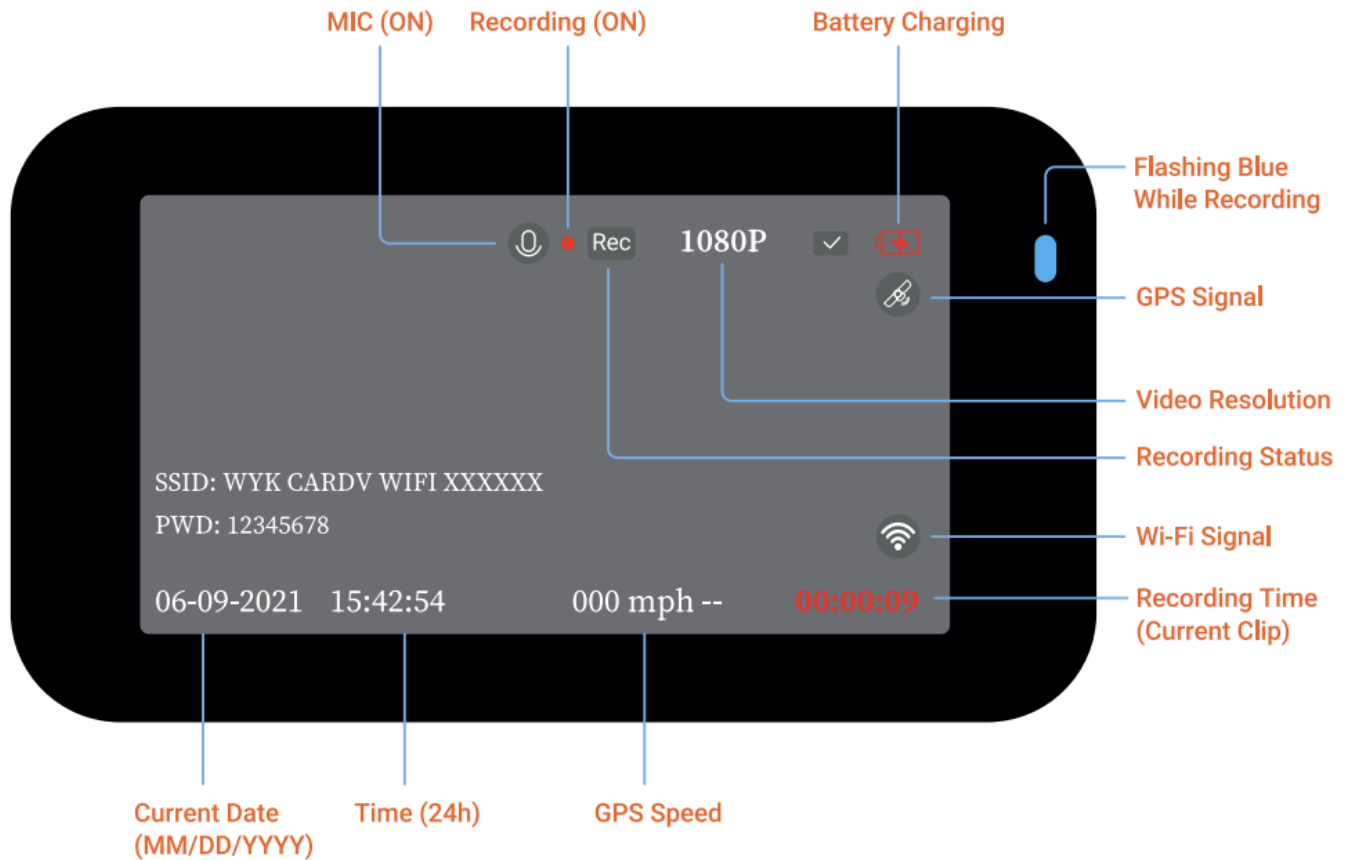 MIC (ON) Recording (ON) Battery Charging
Flashing Blue
While Recording
Rec 1080P
GPS Signal
Video Resolution
Recording Status
SSID: WYK CARDV WIFI XXXXXX
PWD: 12345678
Wi-Fi Signal
06-09-2021 15:42:54 000 mph -- 00:00:09
Recording Time
(Current Clip)
Current Date
(MM/DD/YYYY)
Time (24h)
GPS Speed